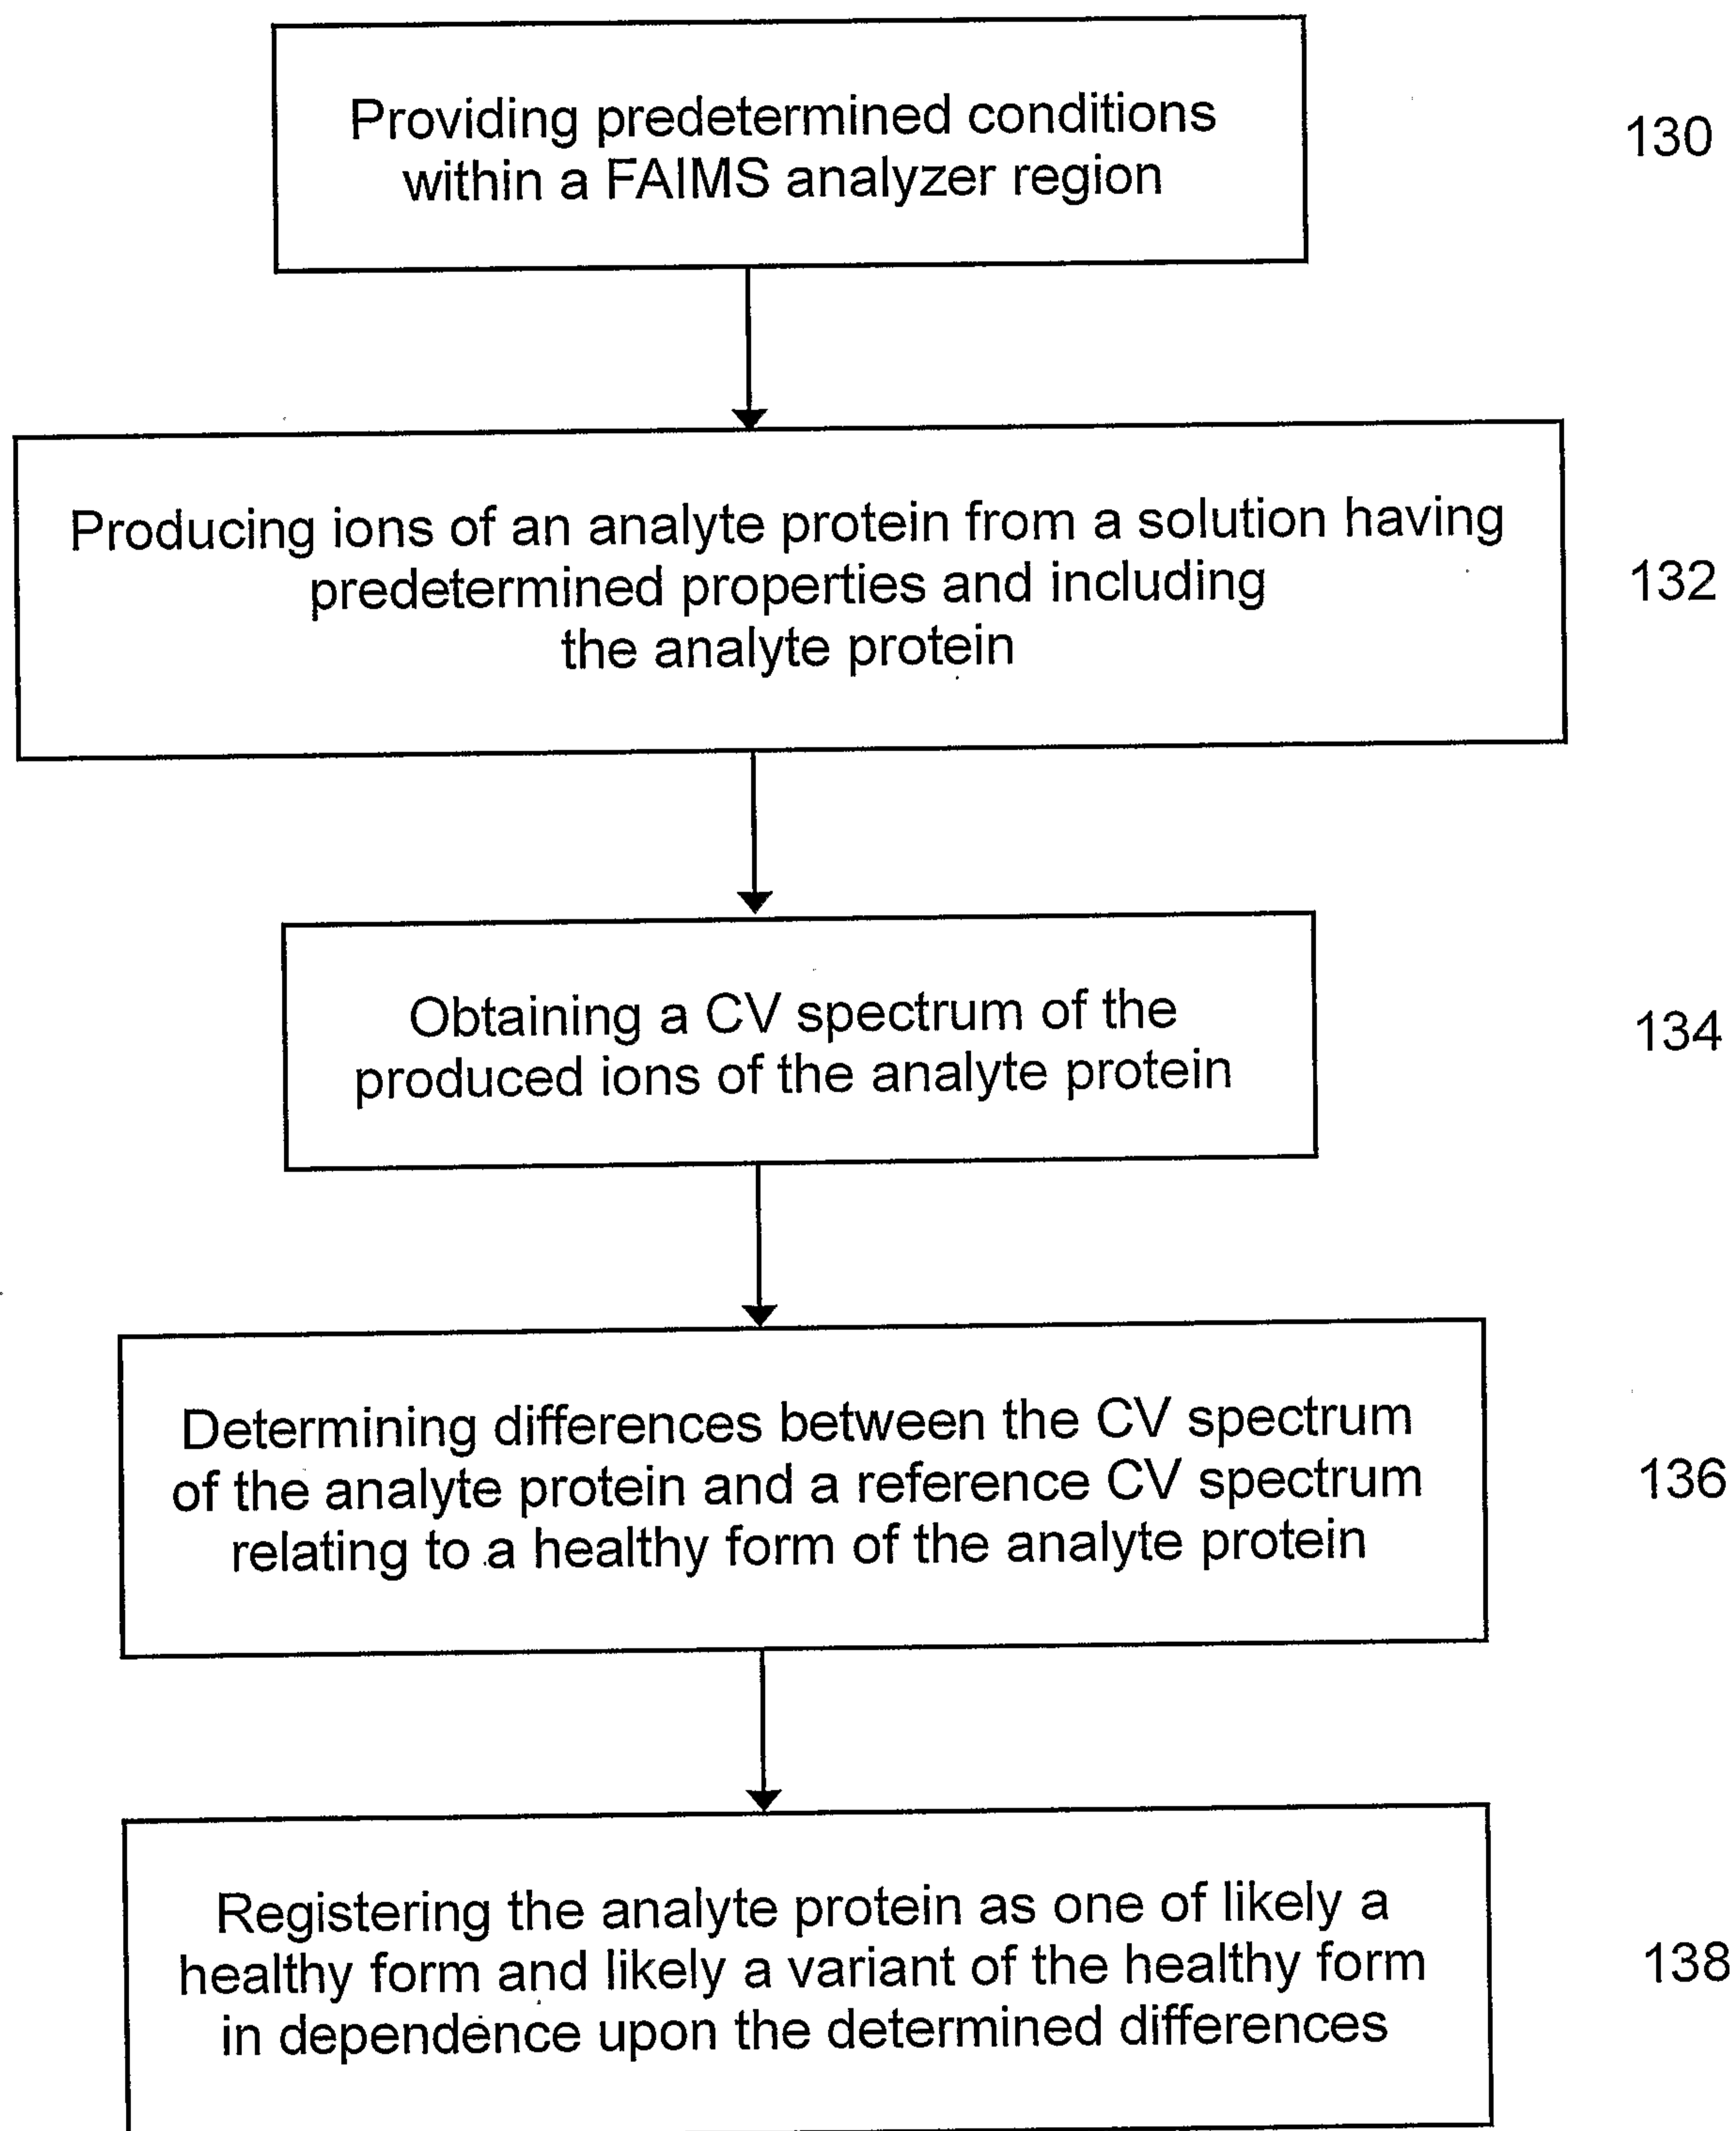 Providing predetermined conditions
within a FAIMS analyzer region
130
Producing ions of an analyte protein from a solution having
predetermined properties and including
the analyte protein
132
Obtaining a CV spectrum of the
produced ions of the analyte protein
134
Determining differences between the CV spectrum
of the analyte protein and a reference CV spectrum
relating to a healthy form of the analyte protein
136
Registering the analyte protein as one of likely a
healthy form and likely a variant of the healthy form
in dependence upon the determined differences
138